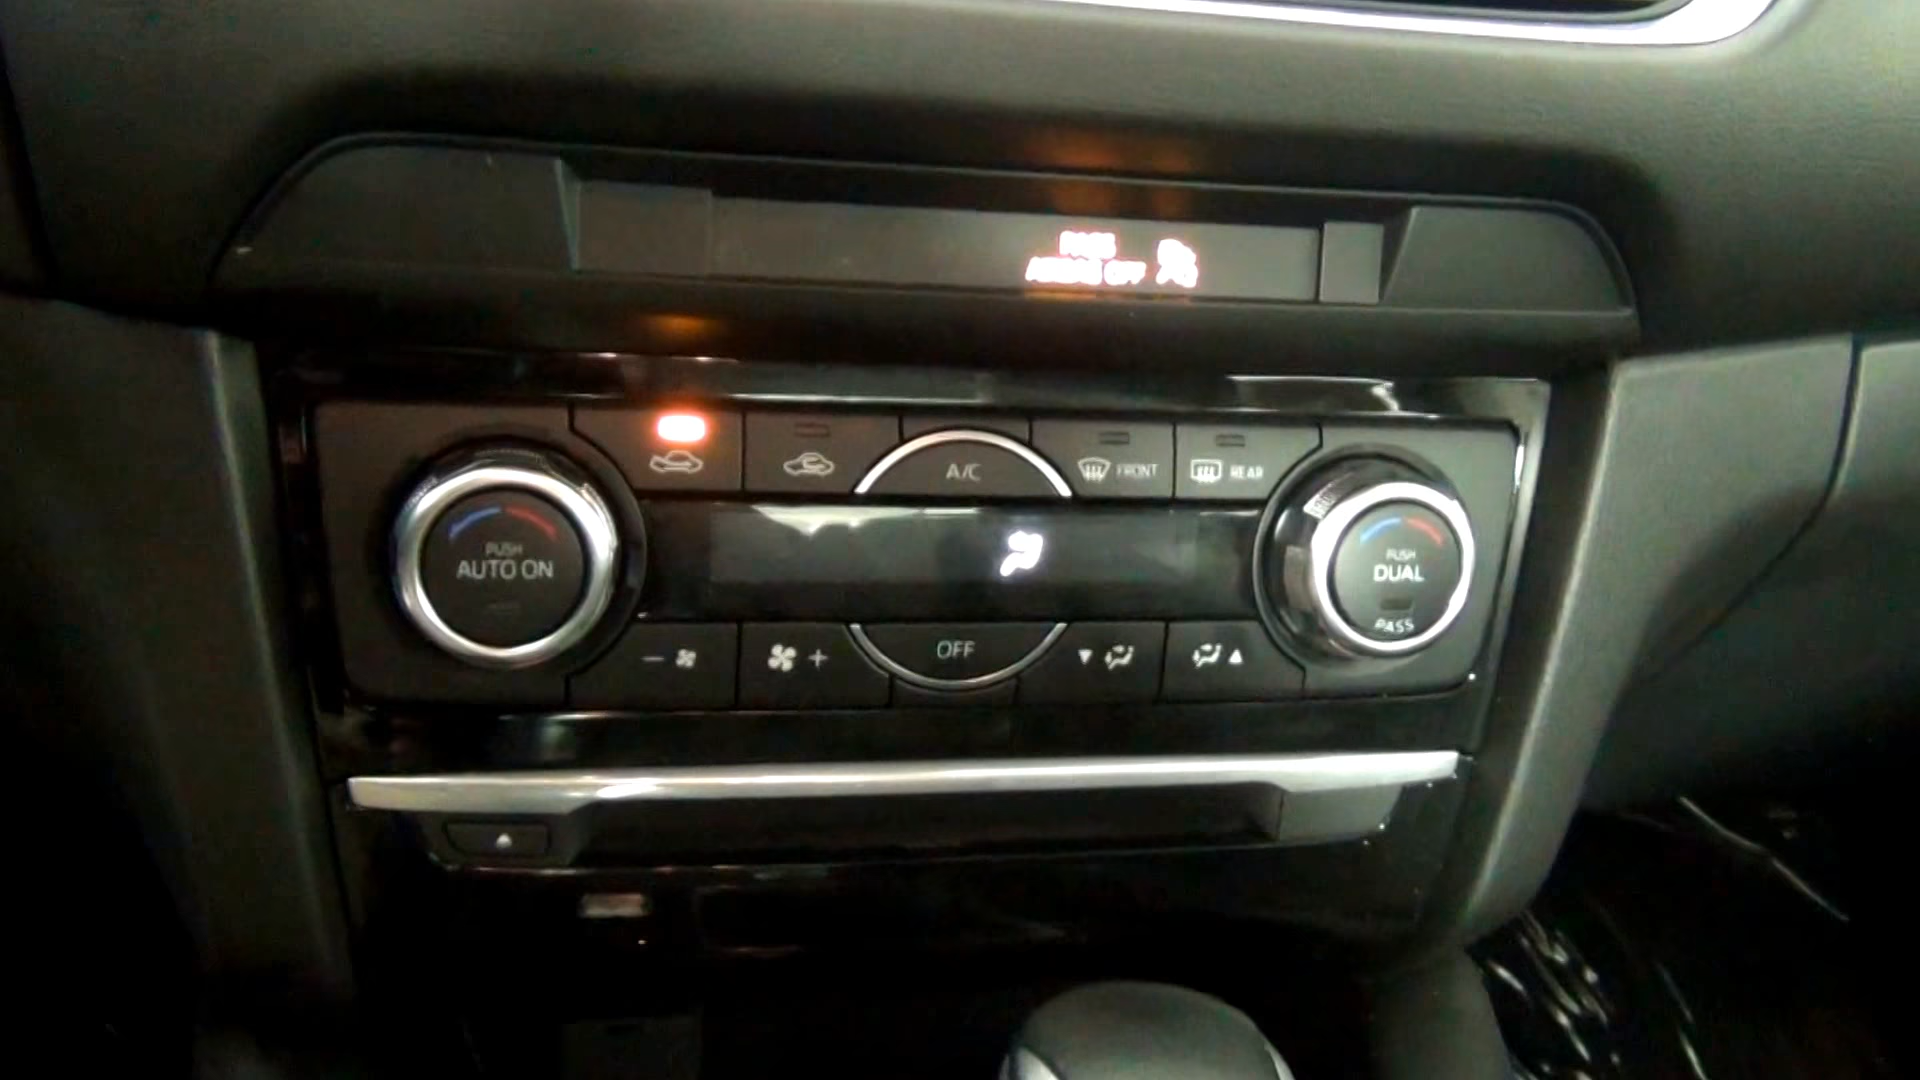 PASS
AIRBAG OFF
A/C
FRONT
REAR
PUSH
AUTO ON
PUSH
DUAL
PASS
OFF
- +